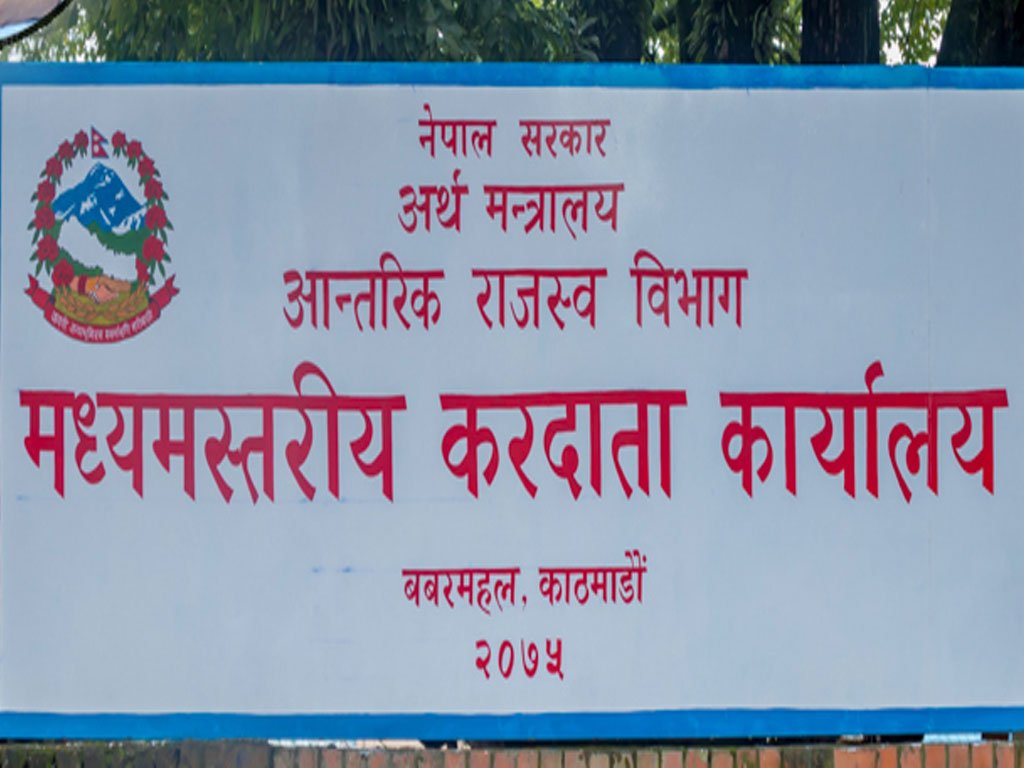 नेपाल सरकार
अर्थ मन्त्रालय
आन्तरिक राजस्व विभाग
मध्यमस्तरीय करदाता कार्यालय
बबरमहल, काठमाडौं
२०७५